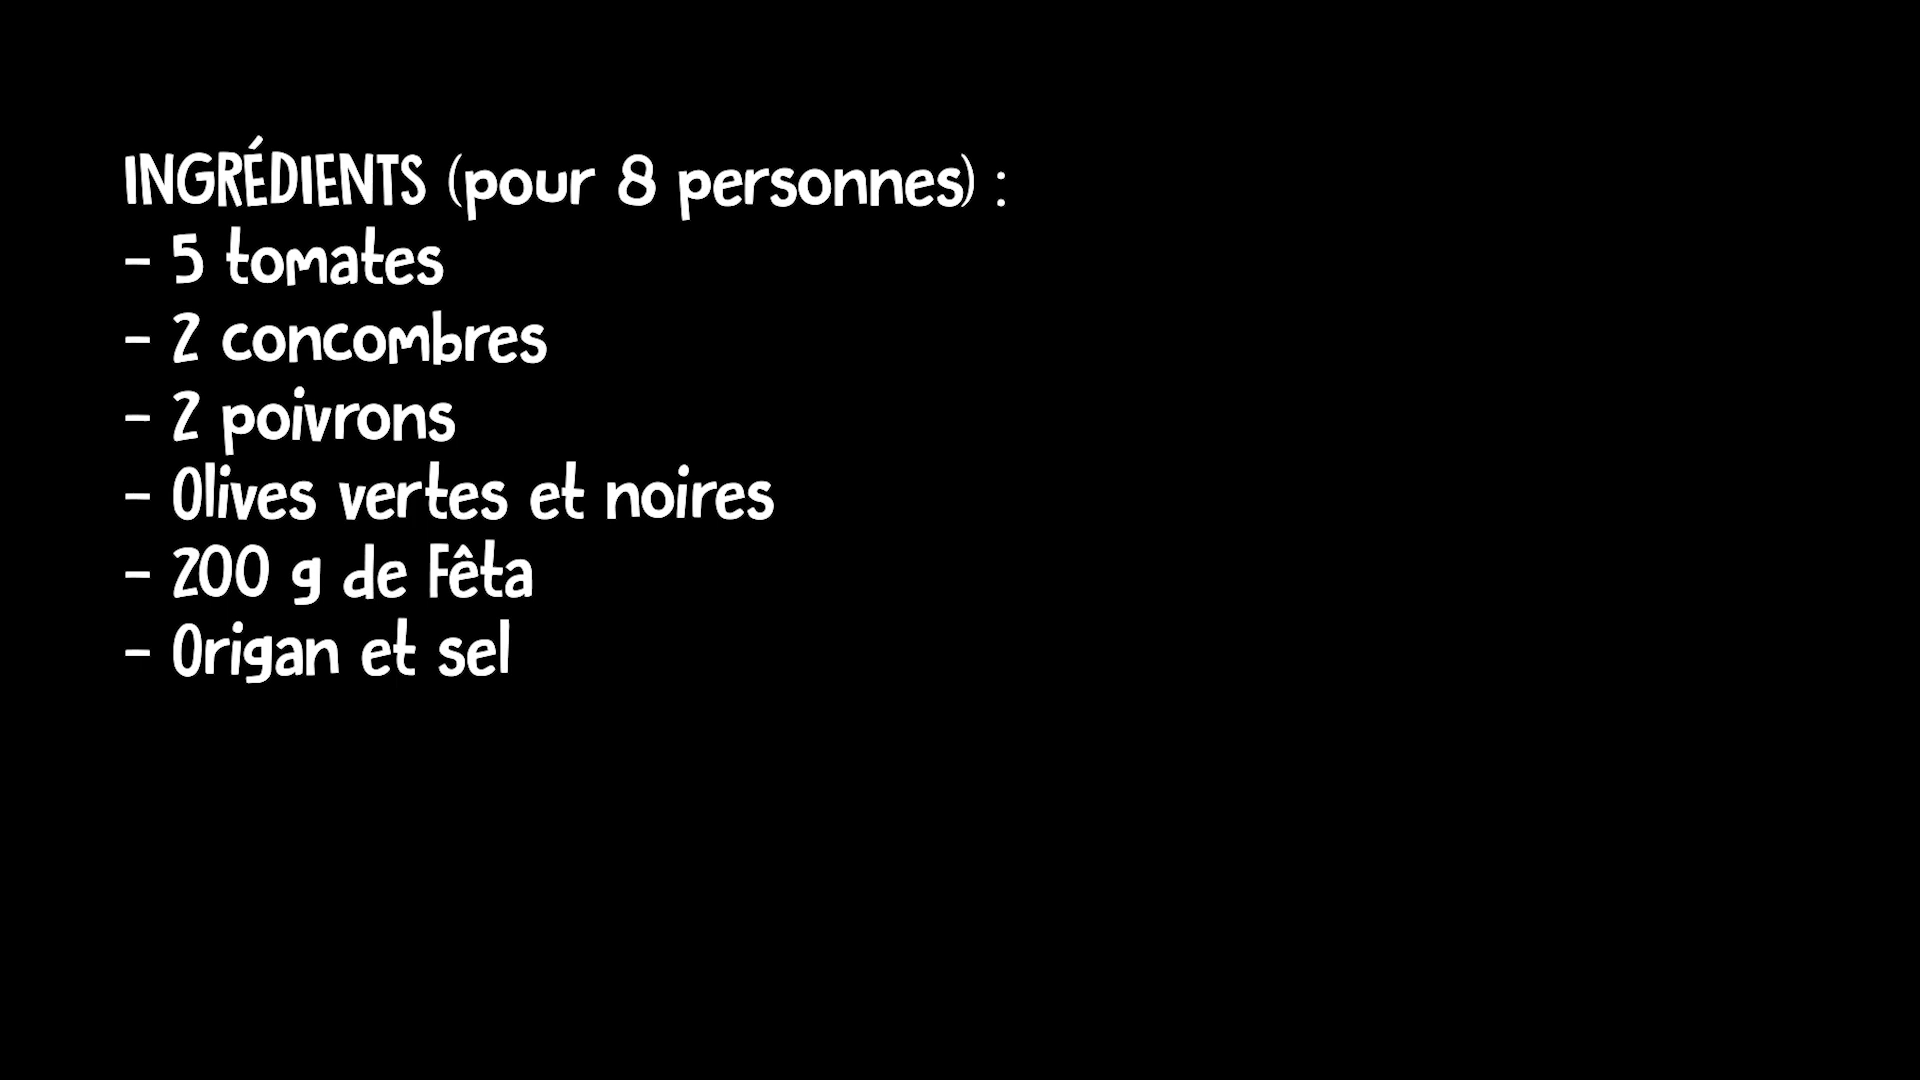 INGRÉDIENTS (pour 8 personnes) :
- 5 tomates
- 2 concombres
- 2 poivrons
- Olives vertes et noires
- 200 g de Fêta
- Origan et sel